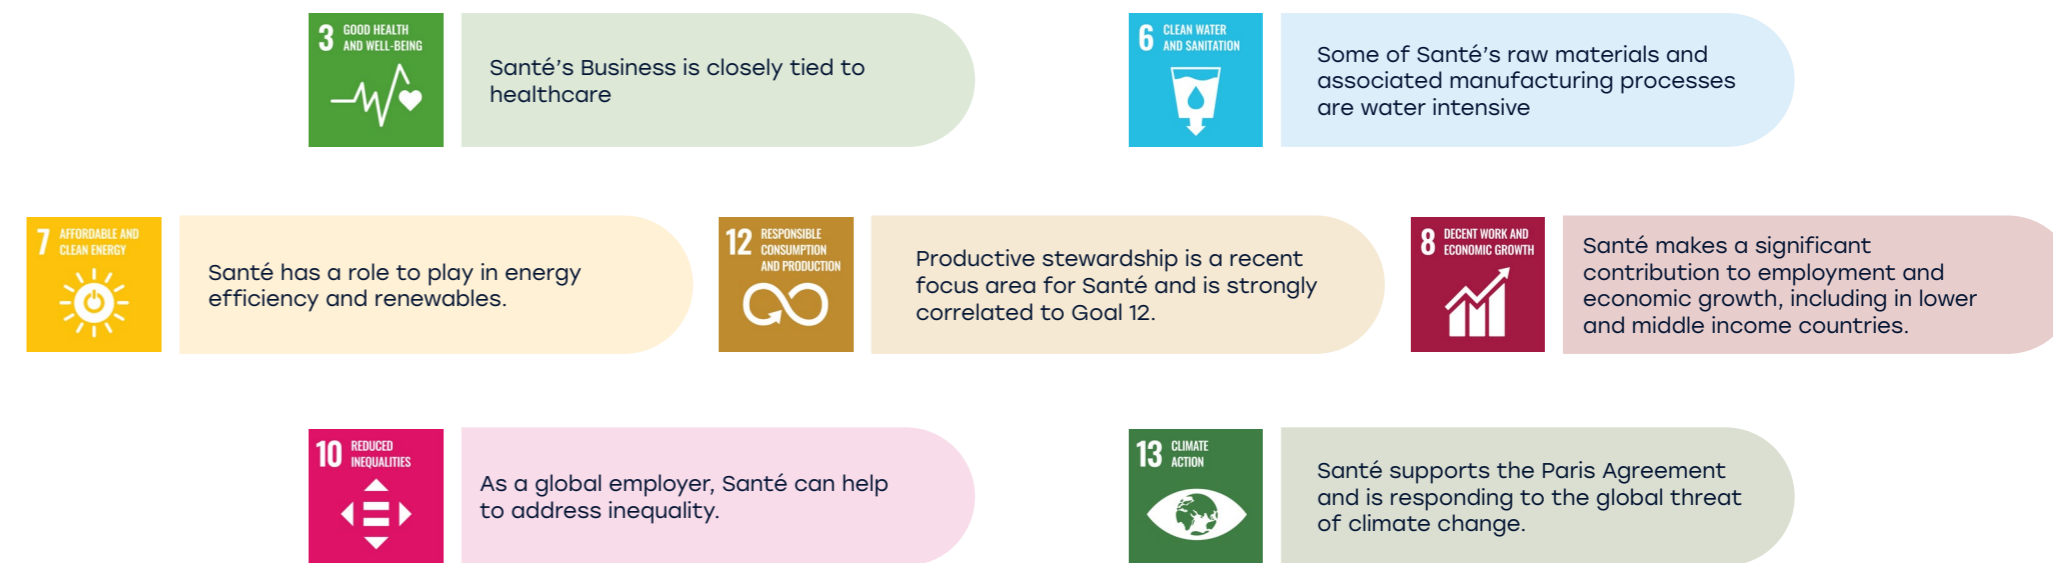 3 GOOD HEALTH
AND WELL-BEING
Santé's Business is closely tied to
healthcare
6 CLEAN WATER
AND SANITATION
Some of Santé's raw materials and
associated manufacturing processes
are water intensive
7 AFFORDABLE AND
CLEAN ENERGY
Santé has a role to play in energy
efficiency and renewables.
12 RESPONSIBLE
CONSUMPTION
AND PRODUCTION
Productive stewardship is a recent
focus area for Santé and is strongly
correlated to Goal 12.
8 DECENT WORK AND
ECONOMIC GROWTH
Santé makes a significant
contribution to employment and
economic growth, including in lower
and middle income countries.
10 REDUCED
INEQUALITIES
As a global employer, Santé can help
to address inequality.
13 CLIMATE
ACTION
Santé supports the Paris Agreement
and is responding to the global threat
of climate change.